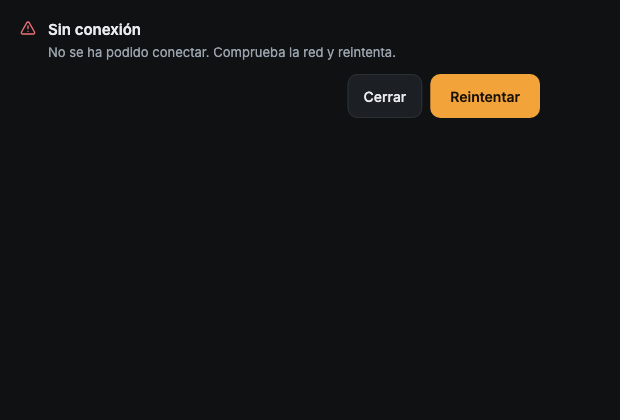 Sin conexión
No se ha podido conectar. Comprueba la red y reintenta.
Cerrar
Reintentar